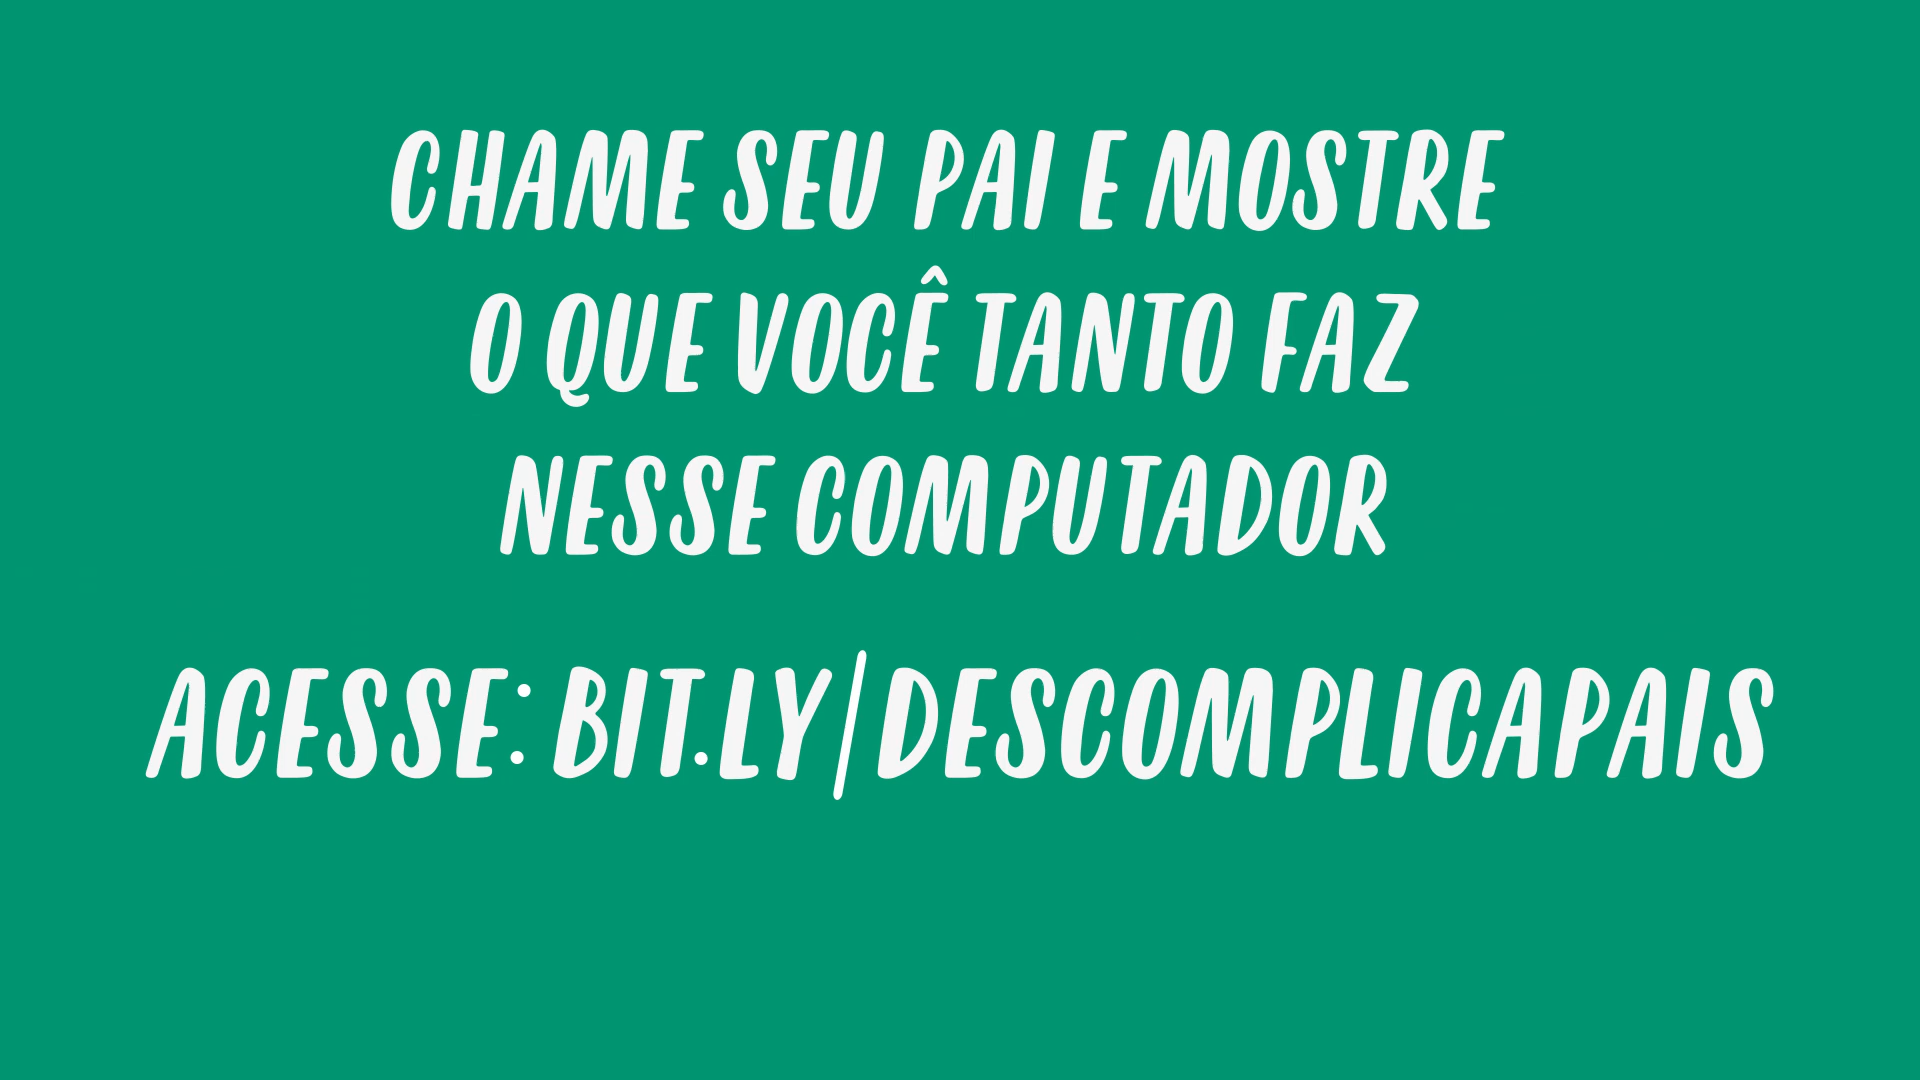 CHAME SEU PAI E MOSTRE
O QUE VOCÊ TANTO FAZ
NESSE COMPUTADOR
ACESSE: BIT.LY/DESCOMPLICAPAIS